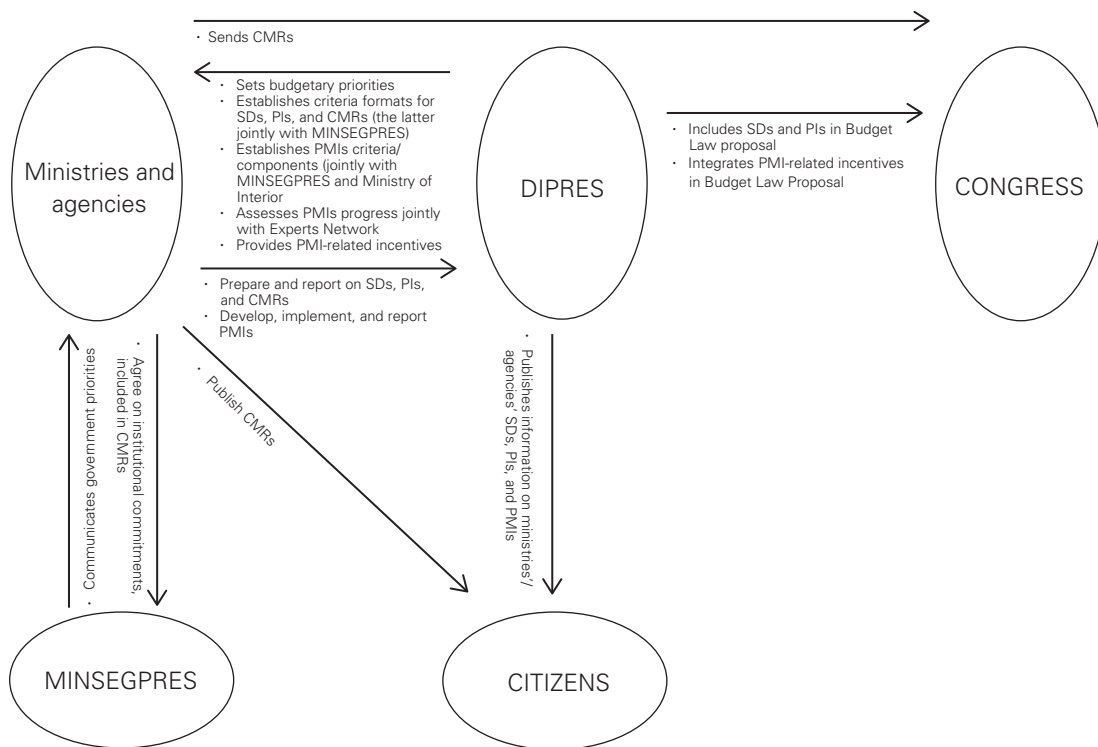 · Sends CMRs
· Sets budgetary priorities
· Establishes criteria formats for
SDs, PIs, and CMRs (the latter
jointly with MINSEGPRES)
· Establishes PMIs criteria/
components (jointly with
MINSEGPRES and Ministry of
Interior
· Assesses PMIs progress jointly
with Experts Network
· Provides PMI-related incentives
· Includes SDs and PIs in Budget
Law proposal
· Integrates PMI-related incentives
in Budget Law Proposal
Ministries and
agencies
DIPRES
CONGRESS
· Prepare and report on SDs, PIs,
and CMRs
· Develop, implement, and report
PMIs
· Communicates government priorities
· Agree on institutional commitments,
included in CMRs
· Publish CMRs
· Publishes information on ministries’/
agencies’ SDs, PIs, and PMIs
MINSEGPRES
CITIZENS